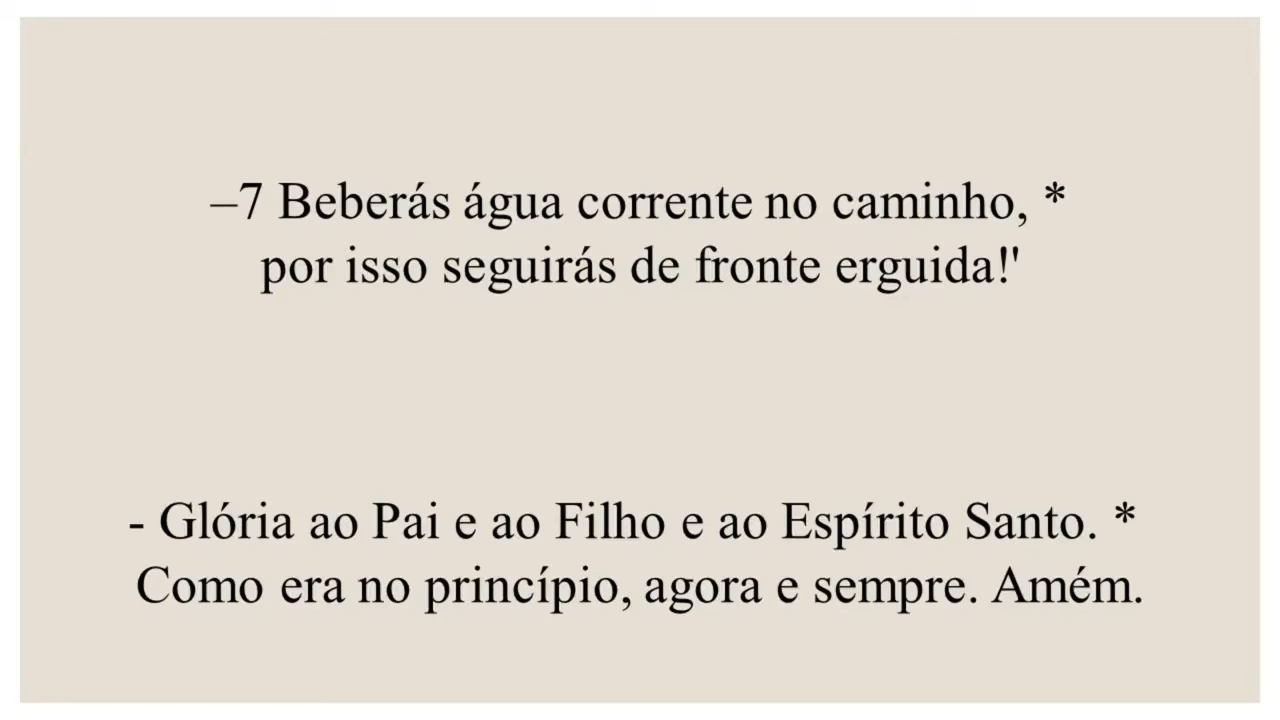 –7 Beberás água corrente no caminho, *
por isso seguirás de fronte erguida!'
- Glória ao Pai e ao Filho e ao Espírito Santo. *
Como era no princípio, agora e sempre. Amém.